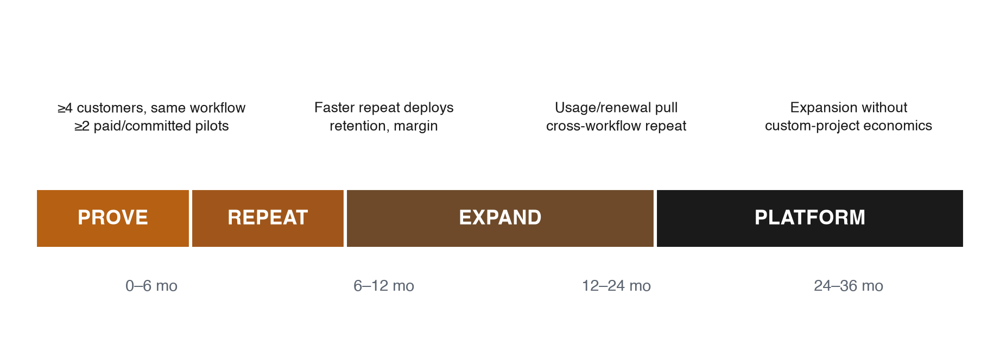 ≥4 customers, same workflow
≥2 paid/committed pilots
Faster repeat deploys
retention, margin
Usage/renewal pull
cross-workflow repeat
Expansion without
custom-project economics
PROVE
REPEAT
EXPAND
PLATFORM
0–6 mo
6–12 mo
12–24 mo
24–36 mo